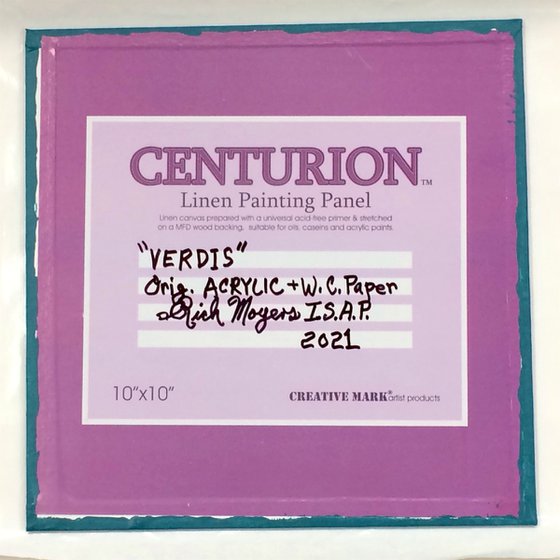 CENTURION™
Linen Painting Panel
Linen canvas prepared with a universal acid-free primer & stretched
on a MFD wood backing, suitable for oils, caseins and acrylic paints.
"VERDIS"
Orig. ACRYLIC + W.C. Paper
Rick Moyers I.S.A.P.
2021
10"x10"
CREATIVE MARK® artist products